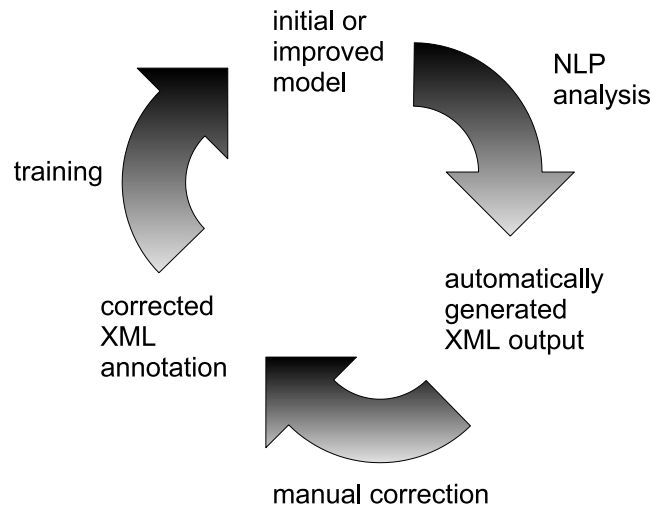 initial or
improved
model
NLP
analysis
automatically
generated
XML output
manual correction
corrected
XML
annotation
training